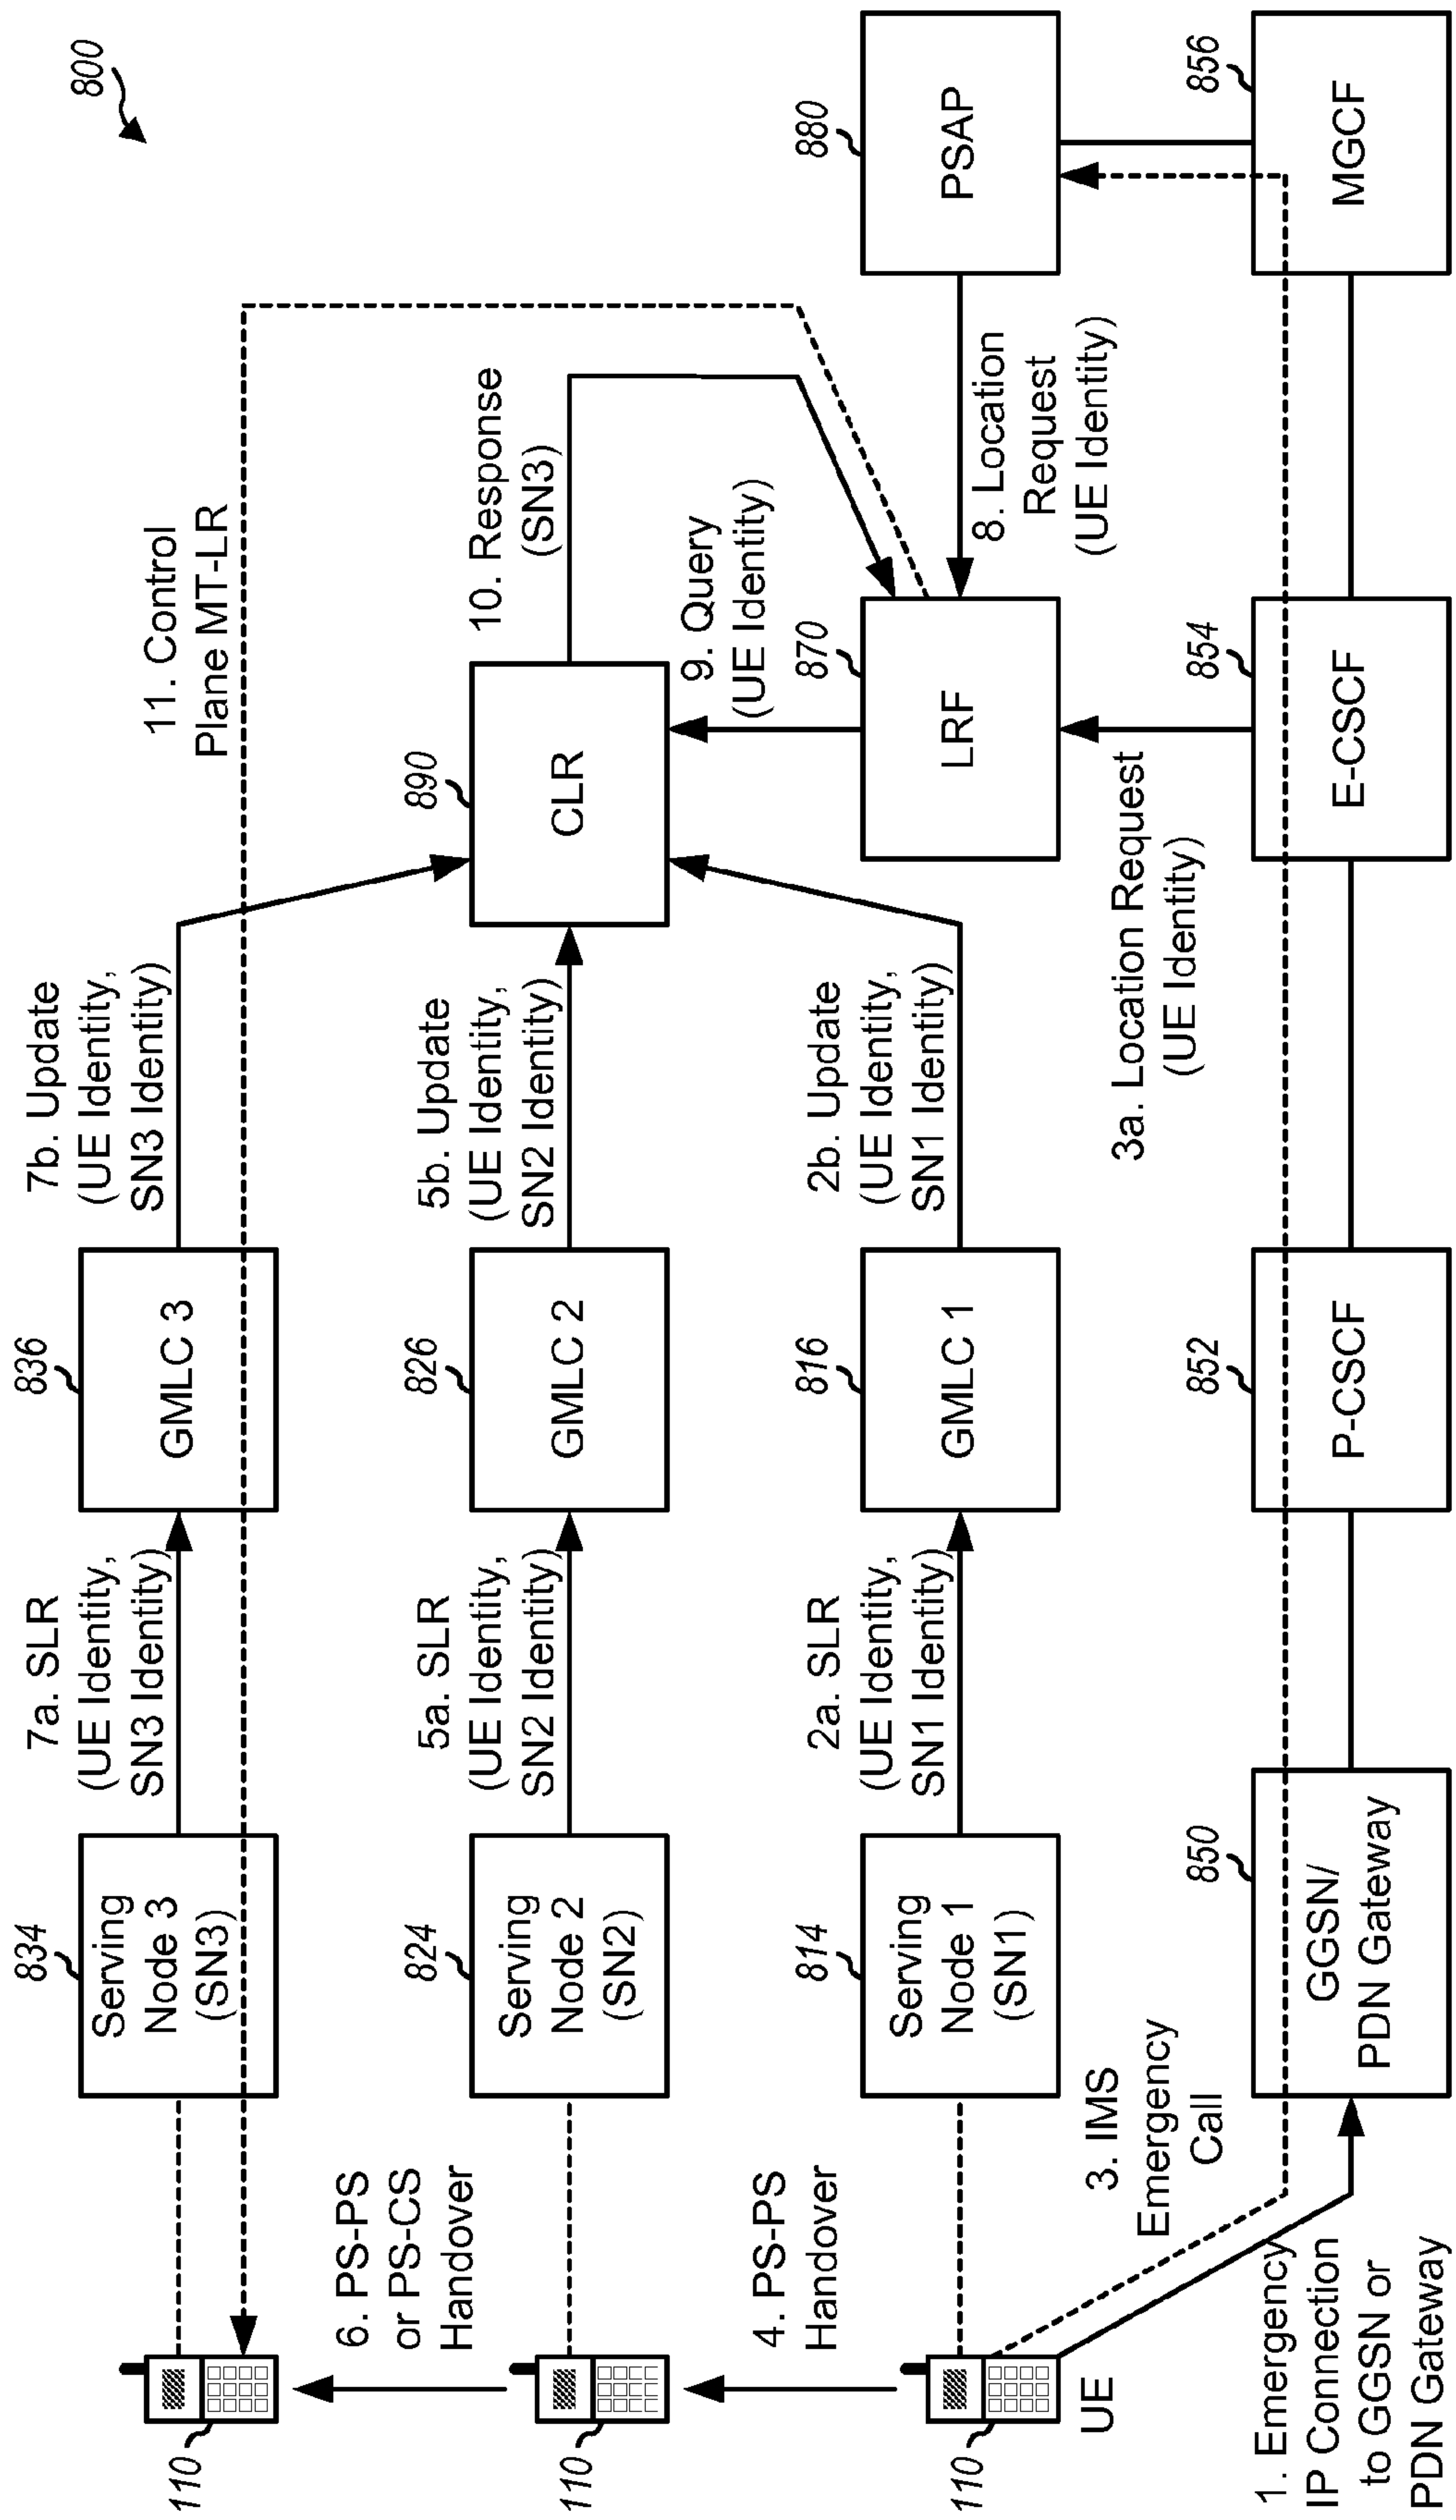 800
7a. SLR
(UE Identity,
SN3 Identity)
7b. Update
(UE Identity,
SN3 Identity)
11. Control
Plane MT-LR
110
834
Serving
Node 3
(SN3)
836
GMLC 3
6. PS-PS
or PS-CS
Handover
5a. SLR
(UE Identity,
SN2 Identity)
5b. Update
(UE Identity,
SN2 Identity)
890
CLR
10. Response
(SN3)
110
824
Serving
Node 2
(SN2)
826
GMLC 2
9. Query
(UE Identity)
4. PS-PS
Handover
2a. SLR
(UE Identity,
SN1 Identity)
2b. Update
(UE Identity,
SN1 Identity)
110
UE
814
Serving
Node 1
(SN1)
816
GMLC 1
870
LRF
8. Location
Request
(UE Identity)
880
PSAP
3. IMS
Emergency
Call
3a. Location Request
(UE Identity)
1. Emergency
IP Connection
to GGSN or
PDN Gateway
850
GGSN/
PDN Gateway
852
P-CSCF
854
E-CSCF
856
MGCF